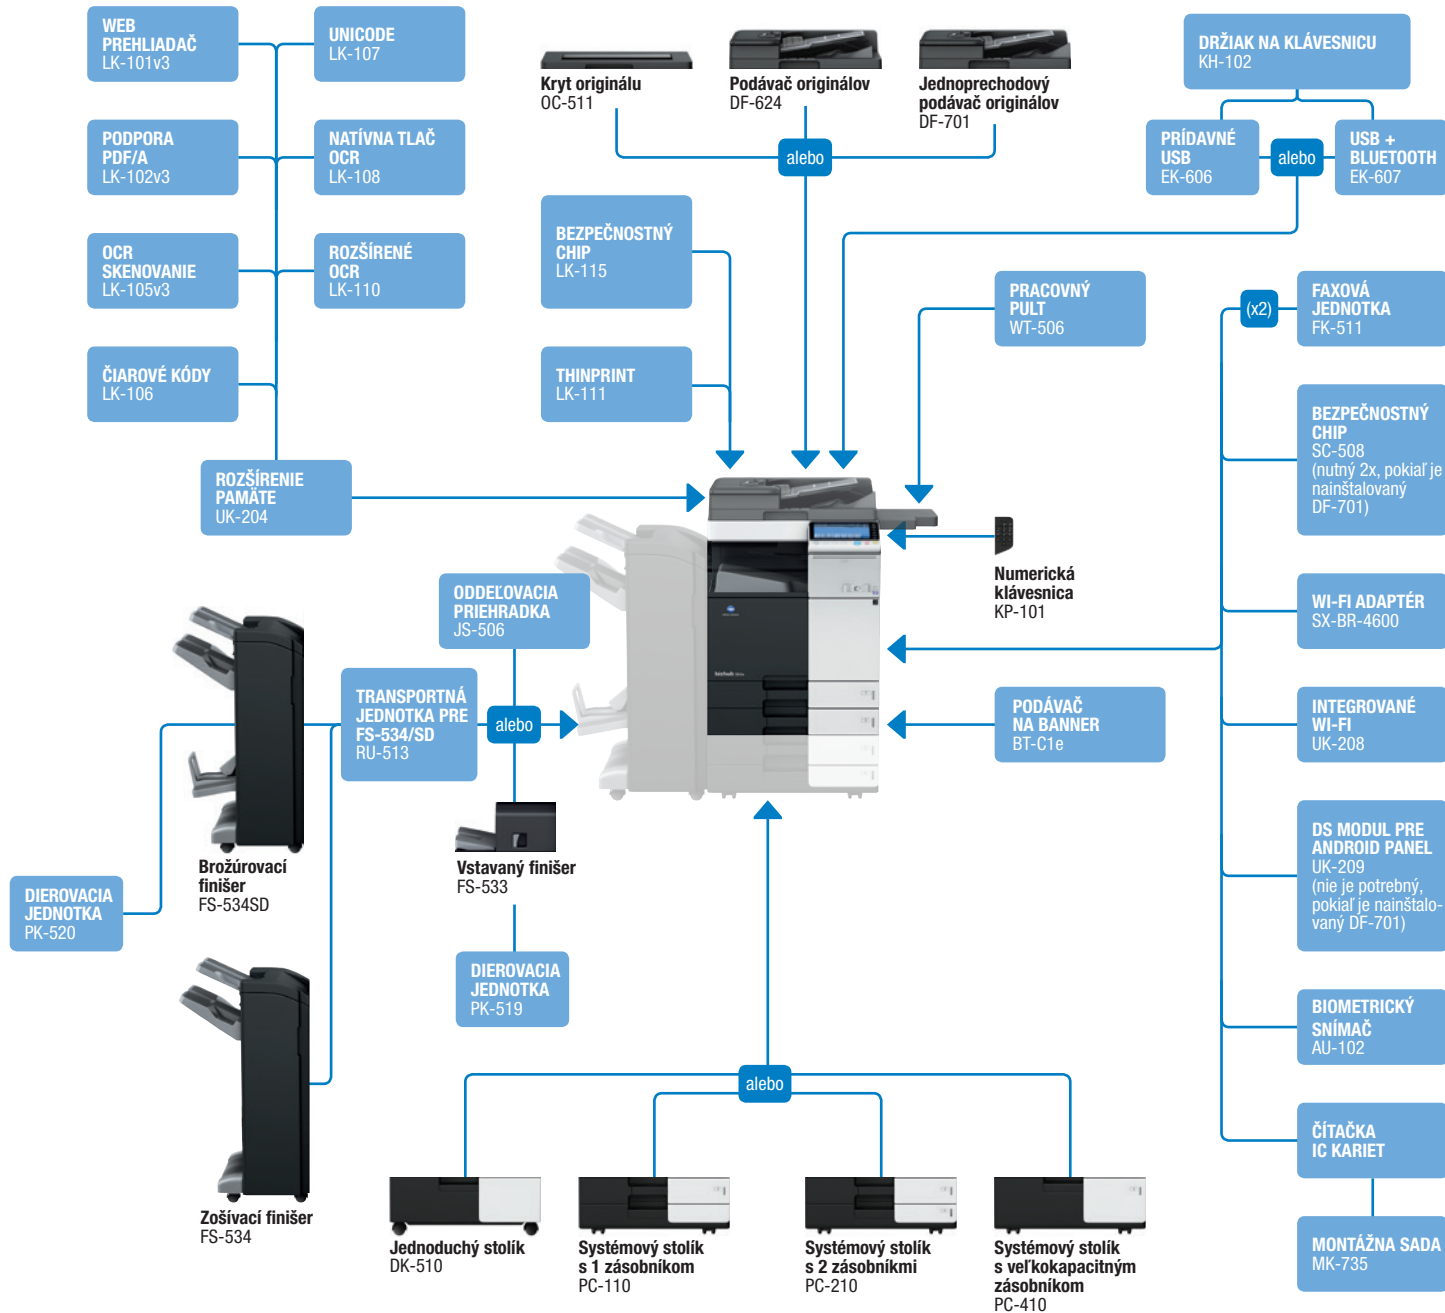 WEB
PREHLIADAČ
LK-101v3
UNICODE
LK-107
PODPORA
PDF/A
LK-102v3
NATÍVNA TLAČ
OCR
LK-108
OCR
SKENOVANIE
LK-105v3
ROZŠÍRENÉ
OCR
LK-110
ČIAROVÉ KÓDY
LK-106
ROZŠÍRENIE
PAMÄTE
UK-204
Kryt originálu
OC-511
Podávač originálov
DF-624
Jednoprechodový
podávač originálov
DF-701
alebo
BEZPEČNOSTNÝ
CHIP
LK-115
THINPRINT
LK-111
DRŽIAK NA KLÁVESNICU
KH-102
PRÍDAVNÉ
USB
EK-606
alebo
USB +
BLUETOOTH
EK-607
PRACOVNÝ
PULT
WT-506
(x2)
FAXOVÁ
JEDNOTKA
FK-511
BEZPEČNOSTNÝ
CHIP
SC-508
(nutný 2x, pokiaľ je
nainštalovaný
DF-701)
Numerická
klávesnica
KP-101
WI-FI ADAPTÉR
SX-BR-4600
INTEGROVANÉ
WI-FI
UK-208
PODÁVAČ
NA BANNER
BT-C1e
DS MODUL PRE
ANDROID PANEL
UK-209
(nie je potrebný,
pokiaľ je nainštalo-
vaný DF-701)
BIOMETRICKÝ
SNÍMAČ
AU-102
ČÍTAČKA
IC KARIET
MONTÁŽNA SADA
MK-735
ODDEĽOVACIA
PRIEHRADKA
JS-506
TRANSPORTNÁ
JEDNOTKA PRE
FS-534/SD
RU-513
alebo
bizhub
Brožúrovací
finišer
FS-534SD
Vstavaný finišer
FS-533
DIEROVACIA
JEDNOTKA
PK-520
DIEROVACIA
JEDNOTKA
PK-519
Zošívací finišer
FS-534
alebo
Jednoduchý stolík
DK-510
Systémový stolík
s 1 zásobníkom
PC-110
Systémový stolík
s 2 zásobníkmi
PC-210
Systémový stolík
s veľkokapacitným
zásobníkom
PC-410